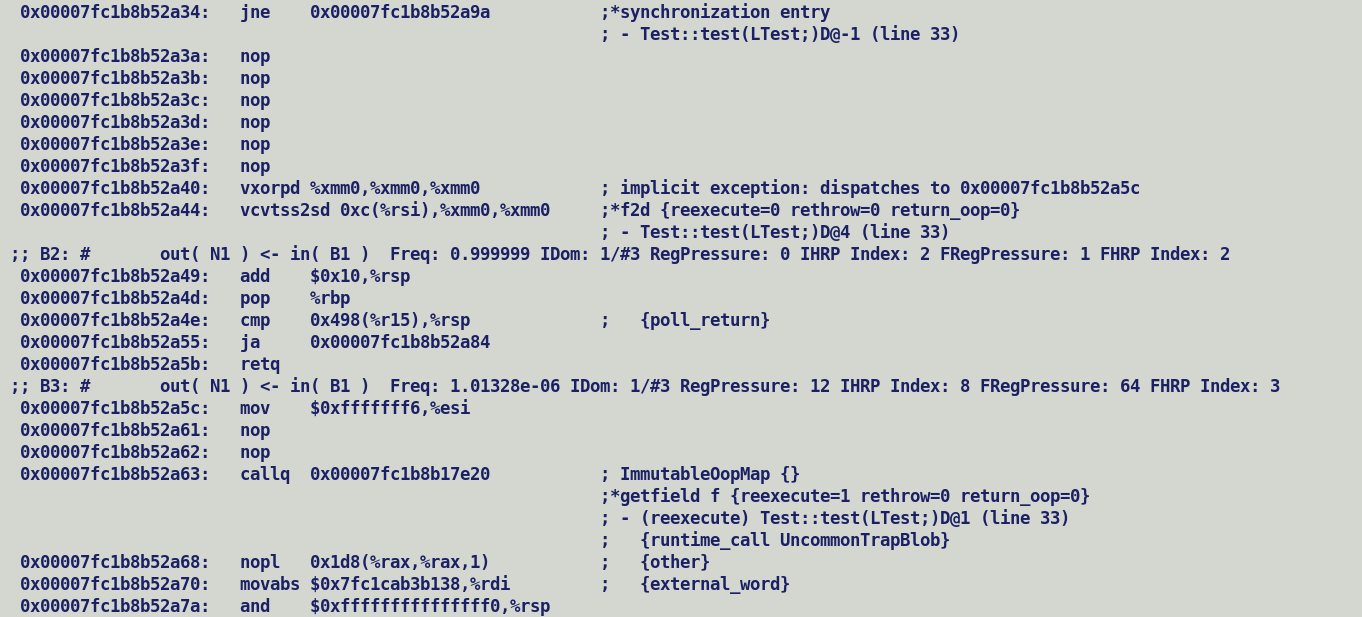 0x00007fc1b8b52a34:   jne    0x00007fc1b8b52a9a           ;*synchronization entry
                                                          ; - Test::test(LTest;)D@-1 (line 33)
0x00007fc1b8b52a3a:   nop
0x00007fc1b8b52a3b:   nop
0x00007fc1b8b52a3c:   nop
0x00007fc1b8b52a3d:   nop
0x00007fc1b8b52a3e:   nop
0x00007fc1b8b52a3f:   nop
0x00007fc1b8b52a40:   vxorpd %xmm0,%xmm0,%xmm0            ; implicit exception: dispatches to 0x00007fc1b8b52a5c
0x00007fc1b8b52a44:   vcvtss2sd 0xc(%rsi),%xmm0,%xmm0     ;*f2d {reexecute=0 rethrow=0 return_oop=0}
                                                          ; - Test::test(LTest;)D@4 (line 33)
;; B2: #       out( N1 ) <- in( B1 )  Freq: 0.999999 IDom: 1/#3 RegPressure: 0 IHRP Index: 2 FRegPressure: 1 FHRP Index: 2
0x00007fc1b8b52a49:   add    $0x10,%rsp
0x00007fc1b8b52a4d:   pop    %rbp
0x00007fc1b8b52a4e:   cmp    0x498(%r15),%rsp             ;   {poll_return}
0x00007fc1b8b52a55:   ja     0x00007fc1b8b52a84
0x00007fc1b8b52a5b:   retq
;; B3: #       out( N1 ) <- in( B1 )  Freq: 1.01328e-06 IDom: 1/#3 RegPressure: 12 IHRP Index: 8 FRegPressure: 64 FHRP Index: 3
0x00007fc1b8b52a5c:   mov    $0xfffffff6,%esi
0x00007fc1b8b52a61:   nop
0x00007fc1b8b52a62:   nop
0x00007fc1b8b52a63:   callq  0x00007fc1b8b17e20           ; ImmutableOopMap {}
                                                          ;*getfield f {reexecute=1 rethrow=0 return_oop=0}
                                                          ; - (reexecute) Test::test(LTest;)D@1 (line 33)
                                                          ;   {runtime_call UncommonTrapBlob}
0x00007fc1b8b52a68:   nopl   0x1d8(%rax,%rax,1)           ;   {other}
0x00007fc1b8b52a70:   movabs $0x7fc1cab3b138,%rdi         ;   {external_word}
0x00007fc1b8b52a7a:   and    $0xfffffffffffffff0,%rsp